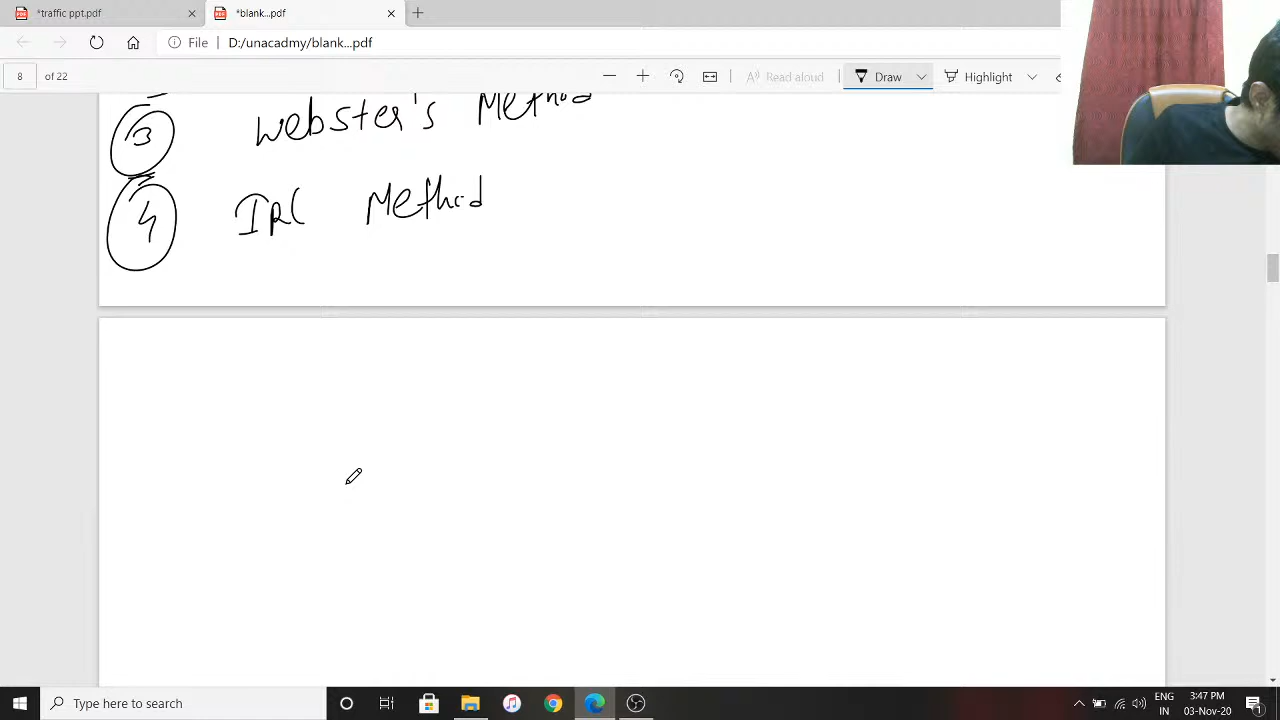 *traffic ppt.pdf
*blank...pdf
File D:/unacadmy/blank...pdf
8 of 22
Read aloud
Draw
Highlight
3 Webster's Method
4 IRC Method
Type here to search
ENG
IN
3:47 PM
03-Nov-20
1